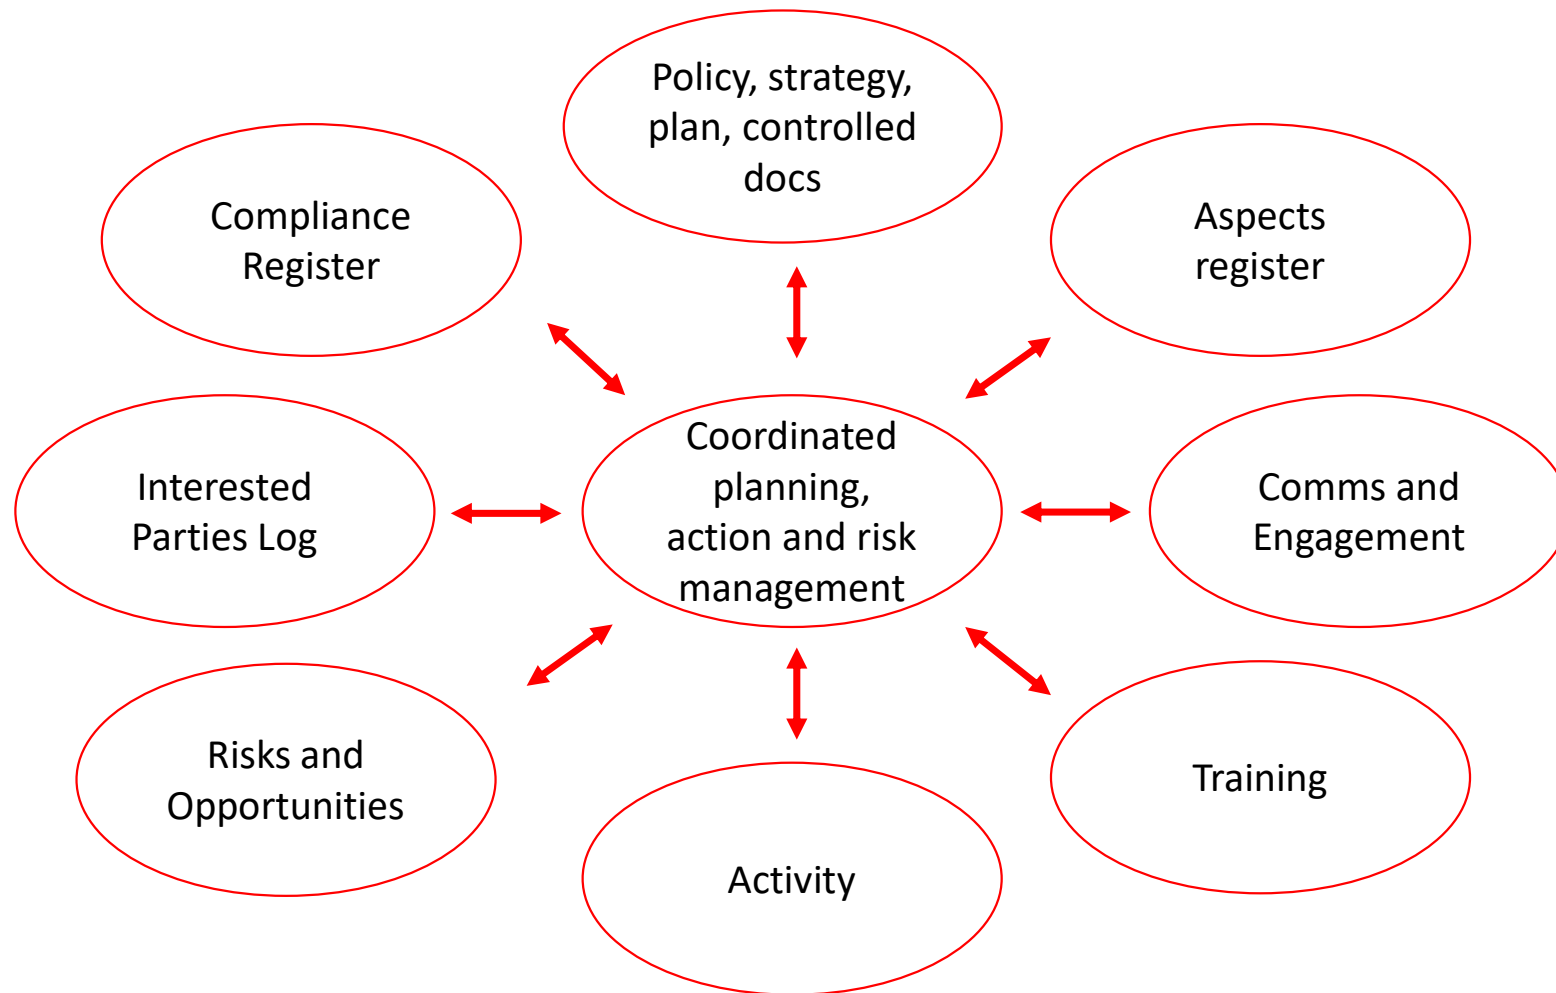 Policy, strategy,
plan, controlled
docs
Compliance
Register
Aspects
register
Interested
Parties Log
Coordinated
planning,
action and risk
management
Comms and
Engagement
Risks and
Opportunities
Training
Activity